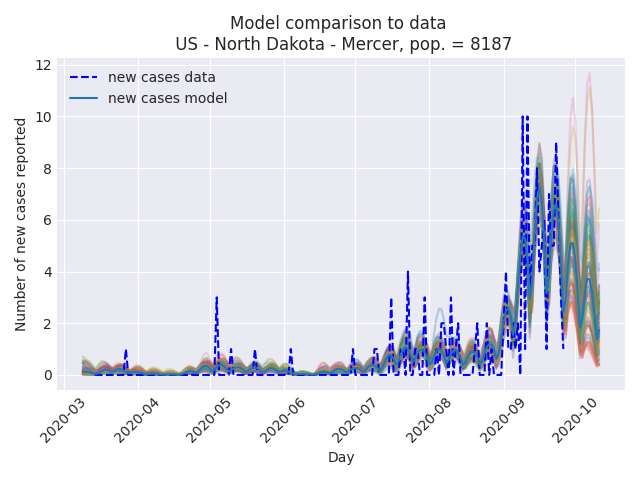 Model comparison to data
US - North Dakota - Mercer, pop. = 8187
new cases data
new cases model
Number of new cases reported
12
10
8
6
4
2
0
2020-03
2020-04
2020-05
2020-06
2020-07
2020-08
2020-09
2020-10
Day